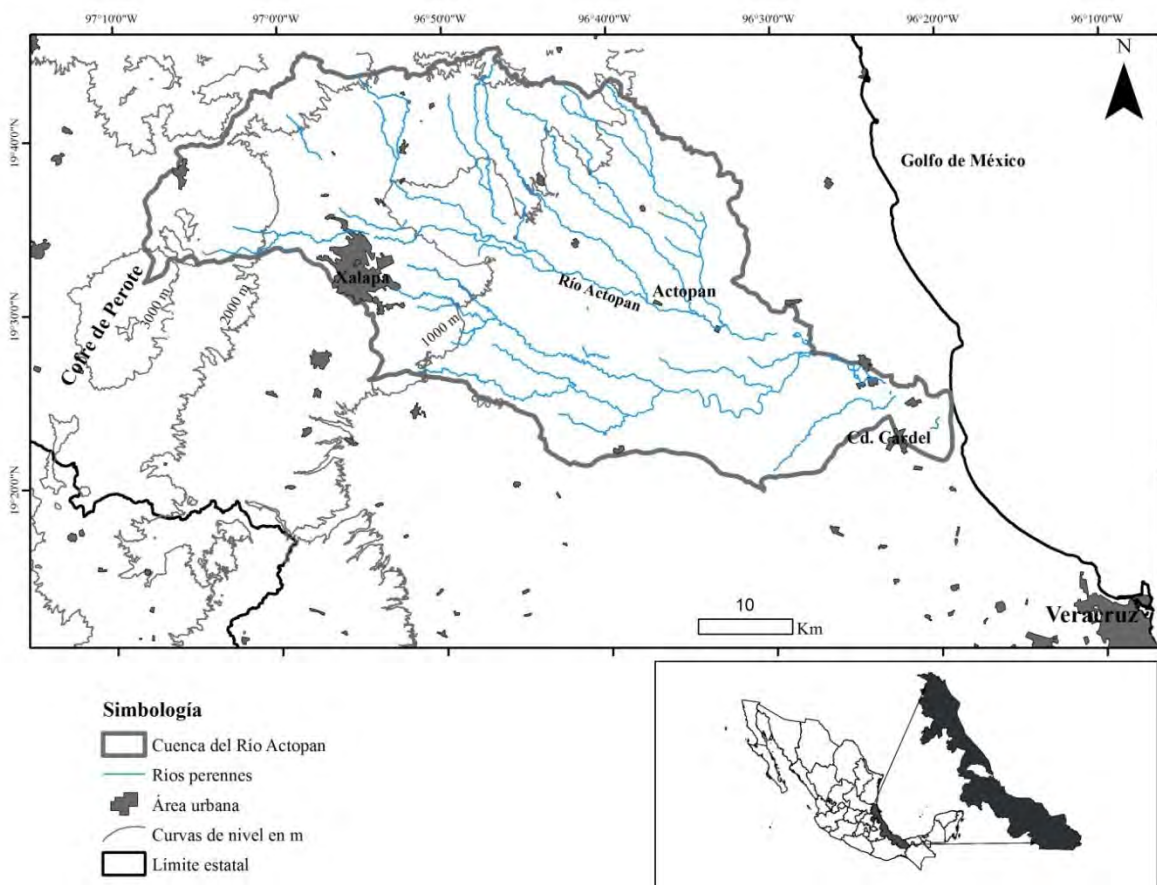 97°10'0"W 97°0'0"W 96°50'0"W 96°40'0"W 96°30'0"W 96°20'0"W 96°10'0"W
N
19°40'0"N
Golfo de México
Xalapa
Cofre de Perote
3000 m
2000 m
1000 m
Río Actopan
Actopan
19°30'0"N
Cd. Cardel
19°20'0"N
10
Km
Veracruz
Simbología
Cuenca del Río Actopan
Rios perennes
Área urbana
Curvas de nivel en m
Limite estatal